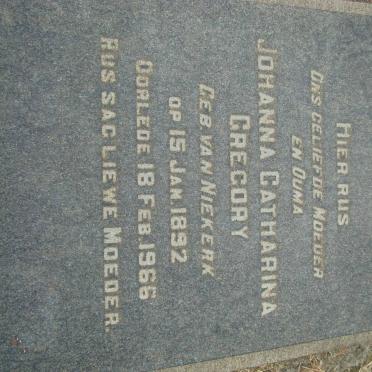 HIER RUS
ONS GELIEFDE MOEDER
EN OUMA
JOHANNA CATHARINA
GREGORY
GEB. VAN NIEKERK
OP 15 JAN. 1892
OORLEDE 18 FEB. 1966
RUS SAG LIEWE MOEDER.